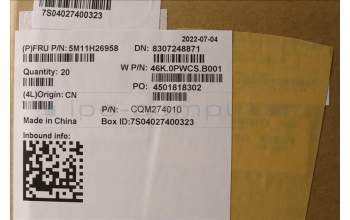 7S04027400323
2022-07-04
(P)FRU P/N: 5M11H26958 DN: 8307248871
W P/N: 46K.0PWCS.B001
Quantity: 20
PO: 4501818302
(4L)Origin: CN
P/N: CQM274010
Made in China Box ID:7S04027400323
Inbound info: